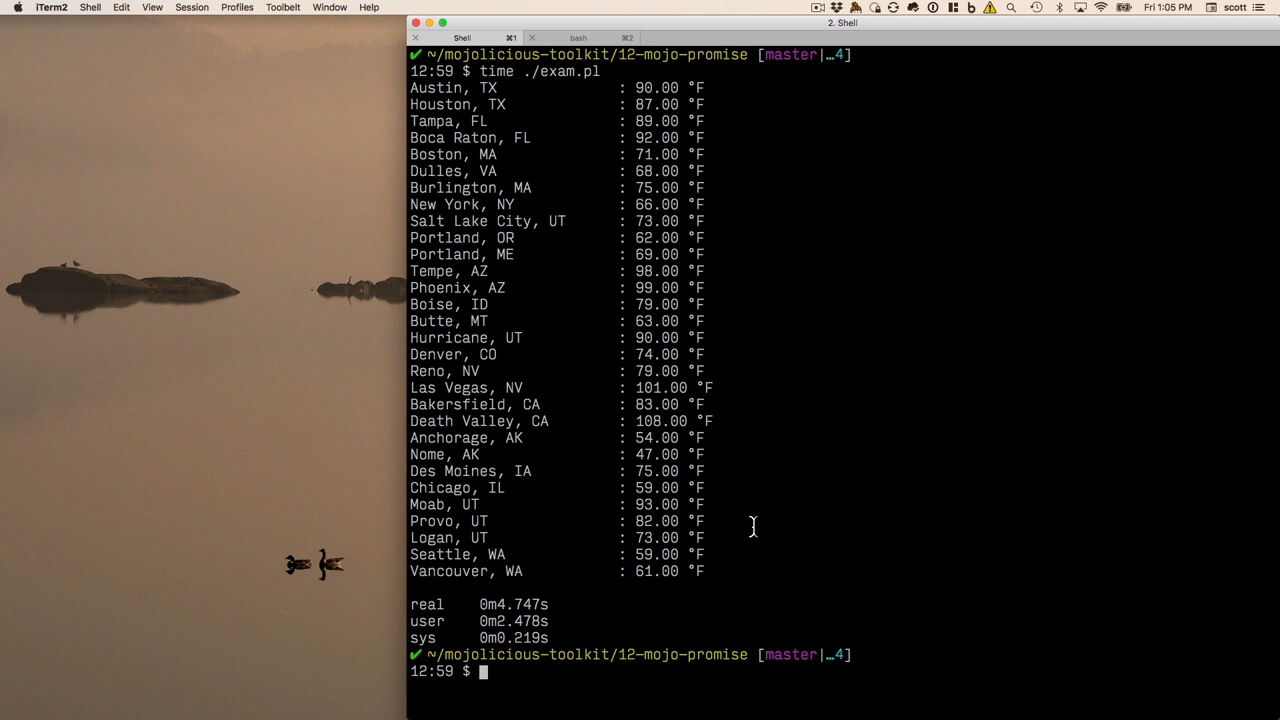 iTerm2 Shell Edit View Session Profiles Toolbelt Window Help Fri 1:05 PM scott
2. Shell
Shell ⌘1 bash ⌘2
✔ ~/mojolicious-toolkit/12-mojo-promise [master|…4]
12:59 $ time ./exam.pl
Austin, TX : 90.00 °F
Houston, TX : 87.00 °F
Tampa, FL : 89.00 °F
Boca Raton, FL : 92.00 °F
Boston, MA : 71.00 °F
Dulles, VA : 68.00 °F
Burlington, MA : 75.00 °F
New York, NY : 66.00 °F
Salt Lake City, UT : 73.00 °F
Portland, OR : 62.00 °F
Portland, ME : 69.00 °F
Tempe, AZ : 98.00 °F
Phoenix, AZ : 99.00 °F
Boise, ID : 79.00 °F
Butte, MT : 63.00 °F
Hurricane, UT : 90.00 °F
Denver, CO : 74.00 °F
Reno, NV : 79.00 °F
Las Vegas, NV : 101.00 °F
Bakersfield, CA : 83.00 °F
Death Valley, CA : 108.00 °F
Anchorage, AK : 54.00 °F
Nome, AK : 47.00 °F
Des Moines, IA : 75.00 °F
Chicago, IL : 59.00 °F
Moab, UT : 93.00 °F
Provo, UT : 82.00 °F
Logan, UT : 73.00 °F
Seattle, WA : 59.00 °F
Vancouver, WA : 61.00 °F
real 0m4.747s
user 0m2.478s
sys 0m0.219s
✔ ~/mojolicious-toolkit/12-mojo-promise [master|…4]
12:59 $